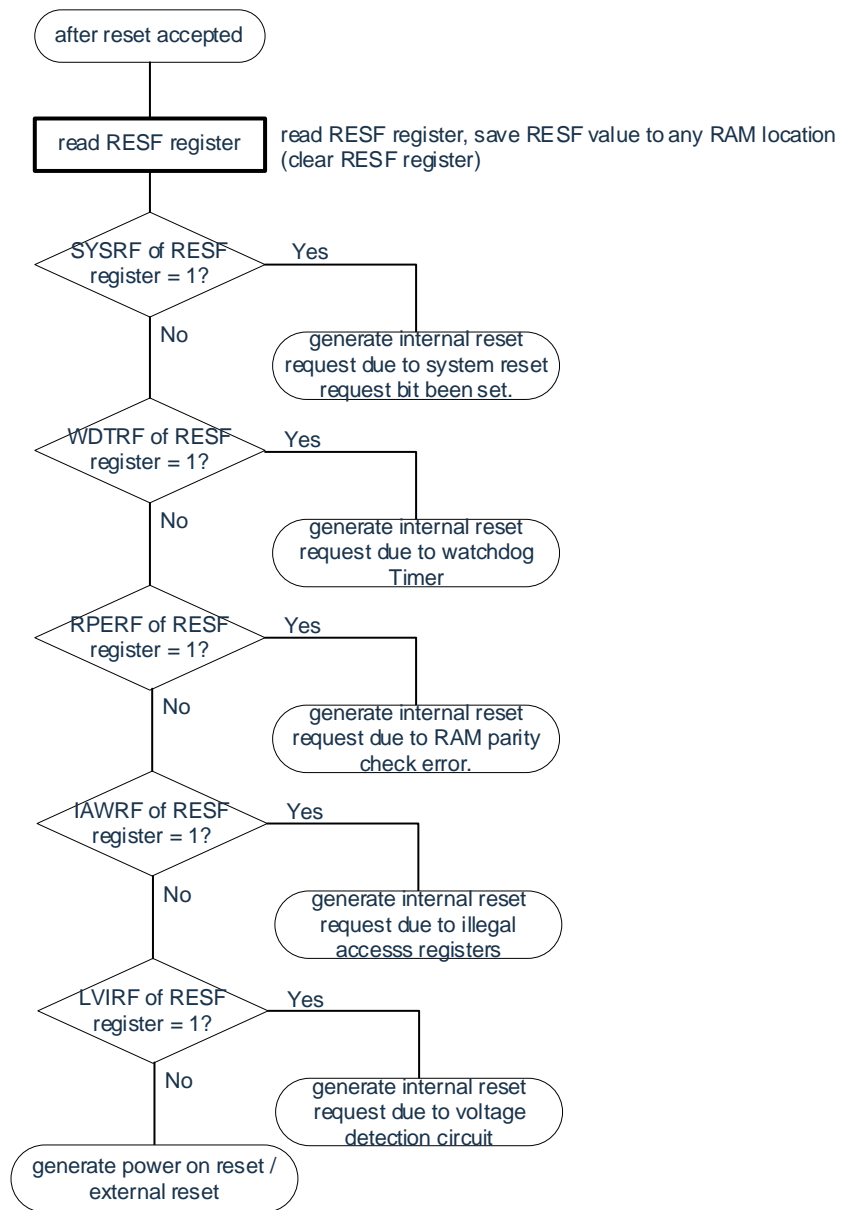 after reset accepted
read RESF register
read RESF register, save RESF value to any RAM location
(clear RESF register)
SYSRF of RESF
register = 1?
Yes
No
generate internal reset
request due to system reset
request bit been set.
WDTRF of RESF
register = 1?
Yes
No
generate internal reset
request due to watchdog
Timer
RPERF of RESF
register = 1?
Yes
No
generate internal reset
request due to RAM parity
check error.
IAWRF of RESF
register = 1?
Yes
No
generate internal reset
request due to illegal
accesss registers
LVIRF of RESF
register = 1?
Yes
No
generate internal reset
request due to voltage
detection circuit
generate power on reset /
external reset